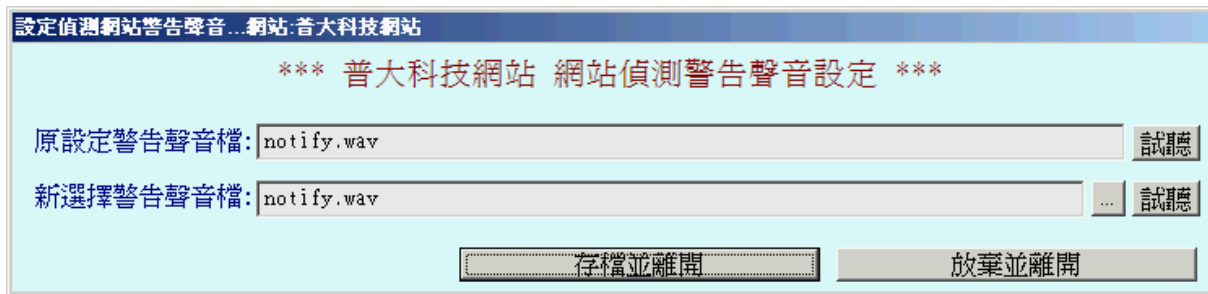 設定偵測網站警告聲音...網站:普大科技網站
*** 普大科技網站 網站偵測警告聲音設定 ***
原設定警告聲音檔: notify.wav 試聽
新選擇警告聲音檔: notify.wav ... 試聽
存檔並離開 放棄並離開